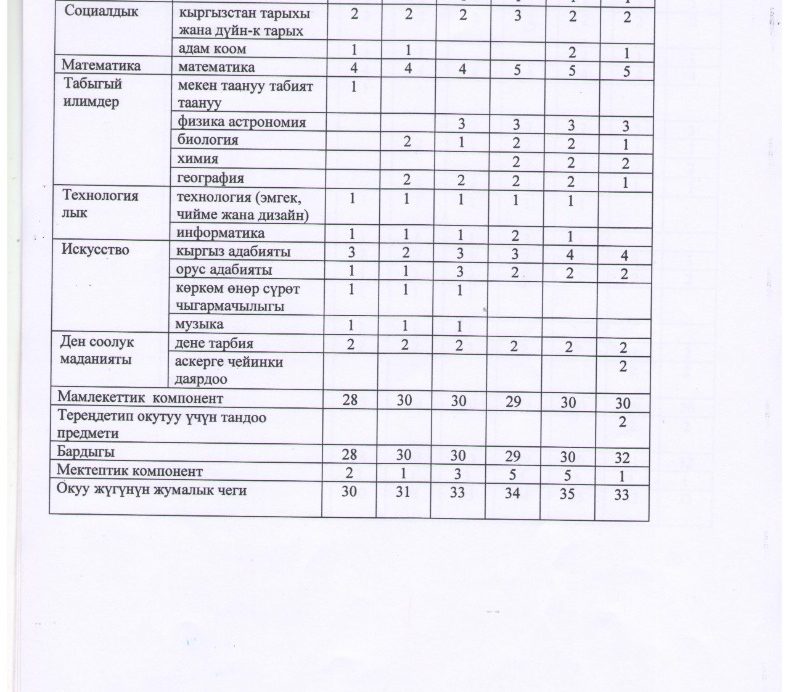 Социалдык кыргызстан тарыхы 2 2 2 3 2 2
жана дүйн-к тарых
адам коом 1 1 2 1
Математика математика 4 4 4 5 5 5
Табыгый мекен таануу табият 1
илимдер таануу
физика астрономия 3 3 3 3
биология 2 1 2 2 1
химия 2 2 2
география 2 2 2 2 1
Технология технология (эмгек, 1 1 1 1 1
лык чийме жана дизайн)
информатика 1 1 1 2 1
Искусство кыргыз адабияты 3 2 3 3 4 4
орус адабияты 1 1 3 2 2 2
көркөм өнөр сүрөт 1 1 1
чыгармачылыгы
музыка 1 1 1
Ден соолук дене тарбия 2 2 2 2 2 2
маданияты аскерге чейинки 2
даярдоо
Мамлекеттик компонент 28 30 30 29 30 30
Тереңдетип окутуу үчүн тандоо 2
предмети
Бардыгы 28 30 30 29 30 32
Мектептик компонент 2 1 3 5 5 1
Окуу жүгүнүн жумалык чеги 30 31 33 34 35 33